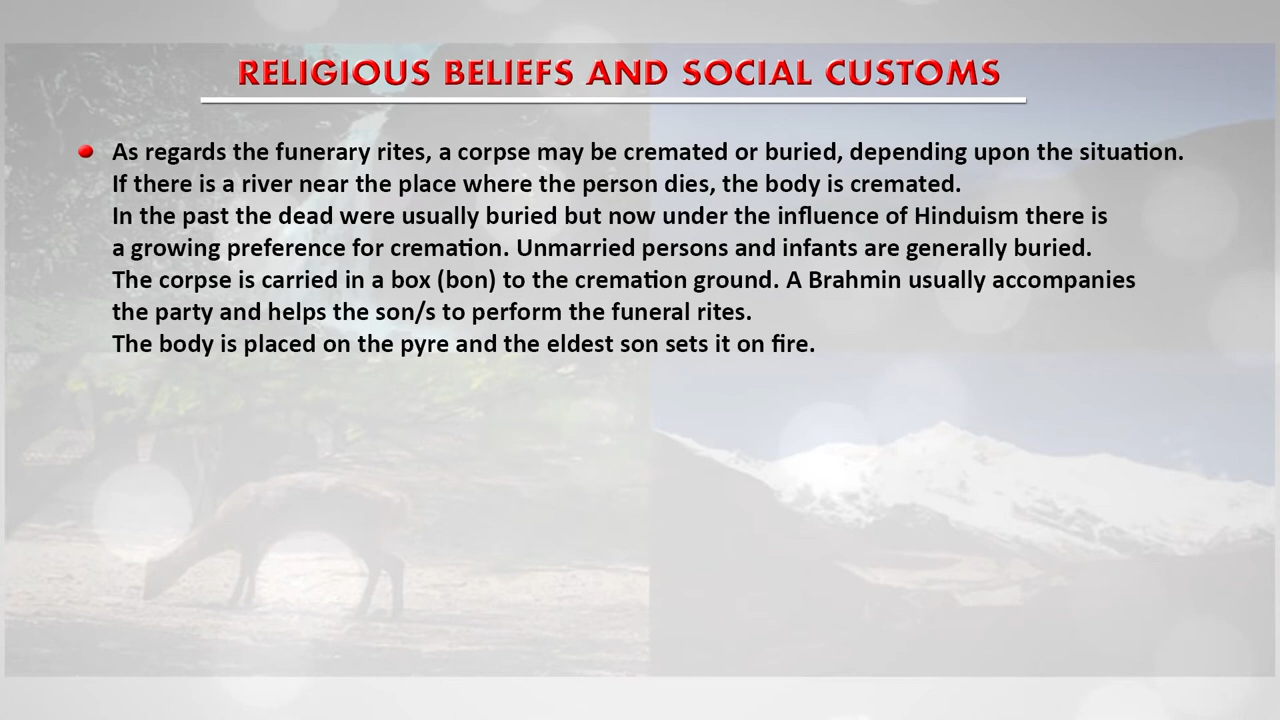 RELIGIOUS BELIEFS AND SOCIAL CUSTOMS
As regards the funerary rites, a corpse may be cremated or buried, depending upon the situation.
If there is a river near the place where the person dies, the body is cremated.
In the past the dead were usually buried but now under the influence of Hinduism there is
a growing preference for cremation. Unmarried persons and infants are generally buried.
The corpse is carried in a box (bon) to the cremation ground. A Brahmin usually accompanies
the party and helps the son/s to perform the funeral rites.
The body is placed on the pyre and the eldest son sets it on fire.